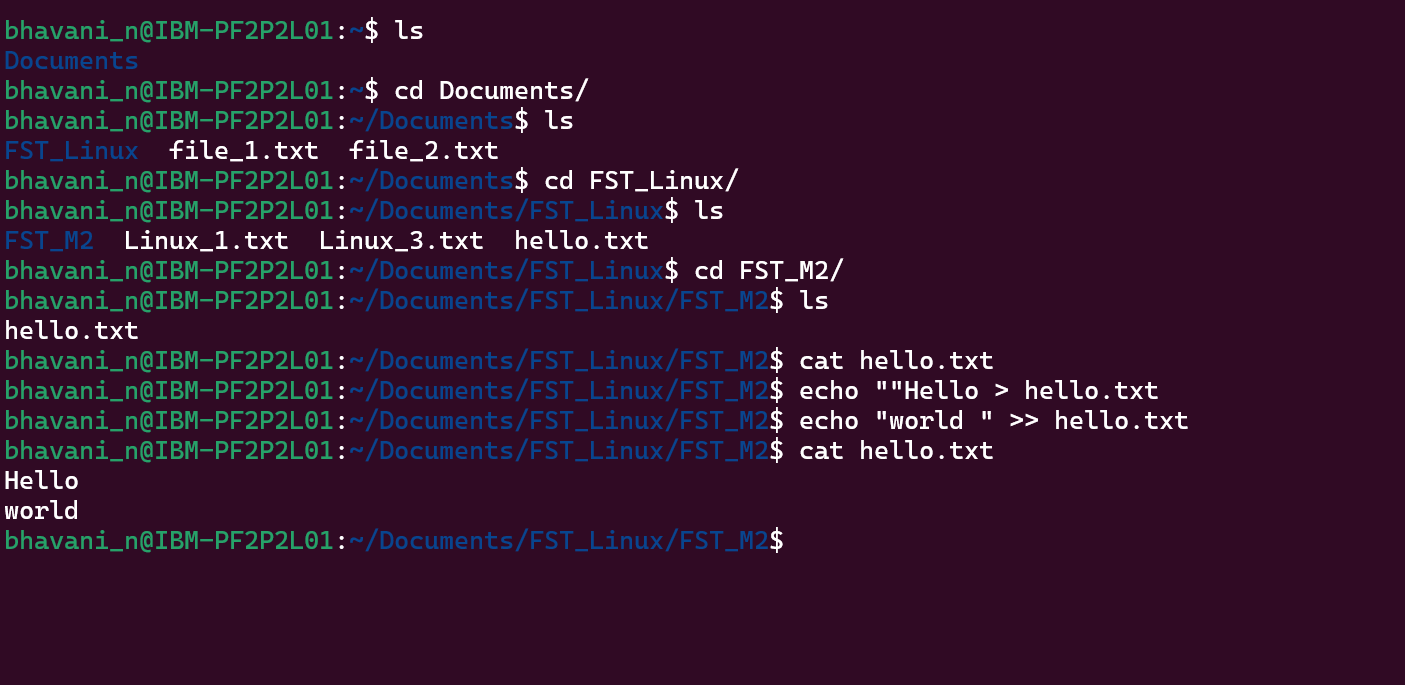 bhavani_n@IBM-PF2P2L01:~$ ls
Documents
bhavani_n@IBM-PF2P2L01:~$ cd Documents/
bhavani_n@IBM-PF2P2L01:~/Documents$ ls
FST_Linux  file_1.txt  file_2.txt
bhavani_n@IBM-PF2P2L01:~/Documents$ cd FST_Linux/
bhavani_n@IBM-PF2P2L01:~/Documents/FST_Linux$ ls
FST_M2  Linux_1.txt  Linux_3.txt  hello.txt
bhavani_n@IBM-PF2P2L01:~/Documents/FST_Linux$ cd FST_M2/
bhavani_n@IBM-PF2P2L01:~/Documents/FST_Linux/FST_M2$ ls
hello.txt
bhavani_n@IBM-PF2P2L01:~/Documents/FST_Linux/FST_M2$ cat hello.txt
bhavani_n@IBM-PF2P2L01:~/Documents/FST_Linux/FST_M2$ echo ""Hello > hello.txt
bhavani_n@IBM-PF2P2L01:~/Documents/FST_Linux/FST_M2$ echo "world " >> hello.txt
bhavani_n@IBM-PF2P2L01:~/Documents/FST_Linux/FST_M2$ cat hello.txt
Hello
world
bhavani_n@IBM-PF2P2L01:~/Documents/FST_Linux/FST_M2$